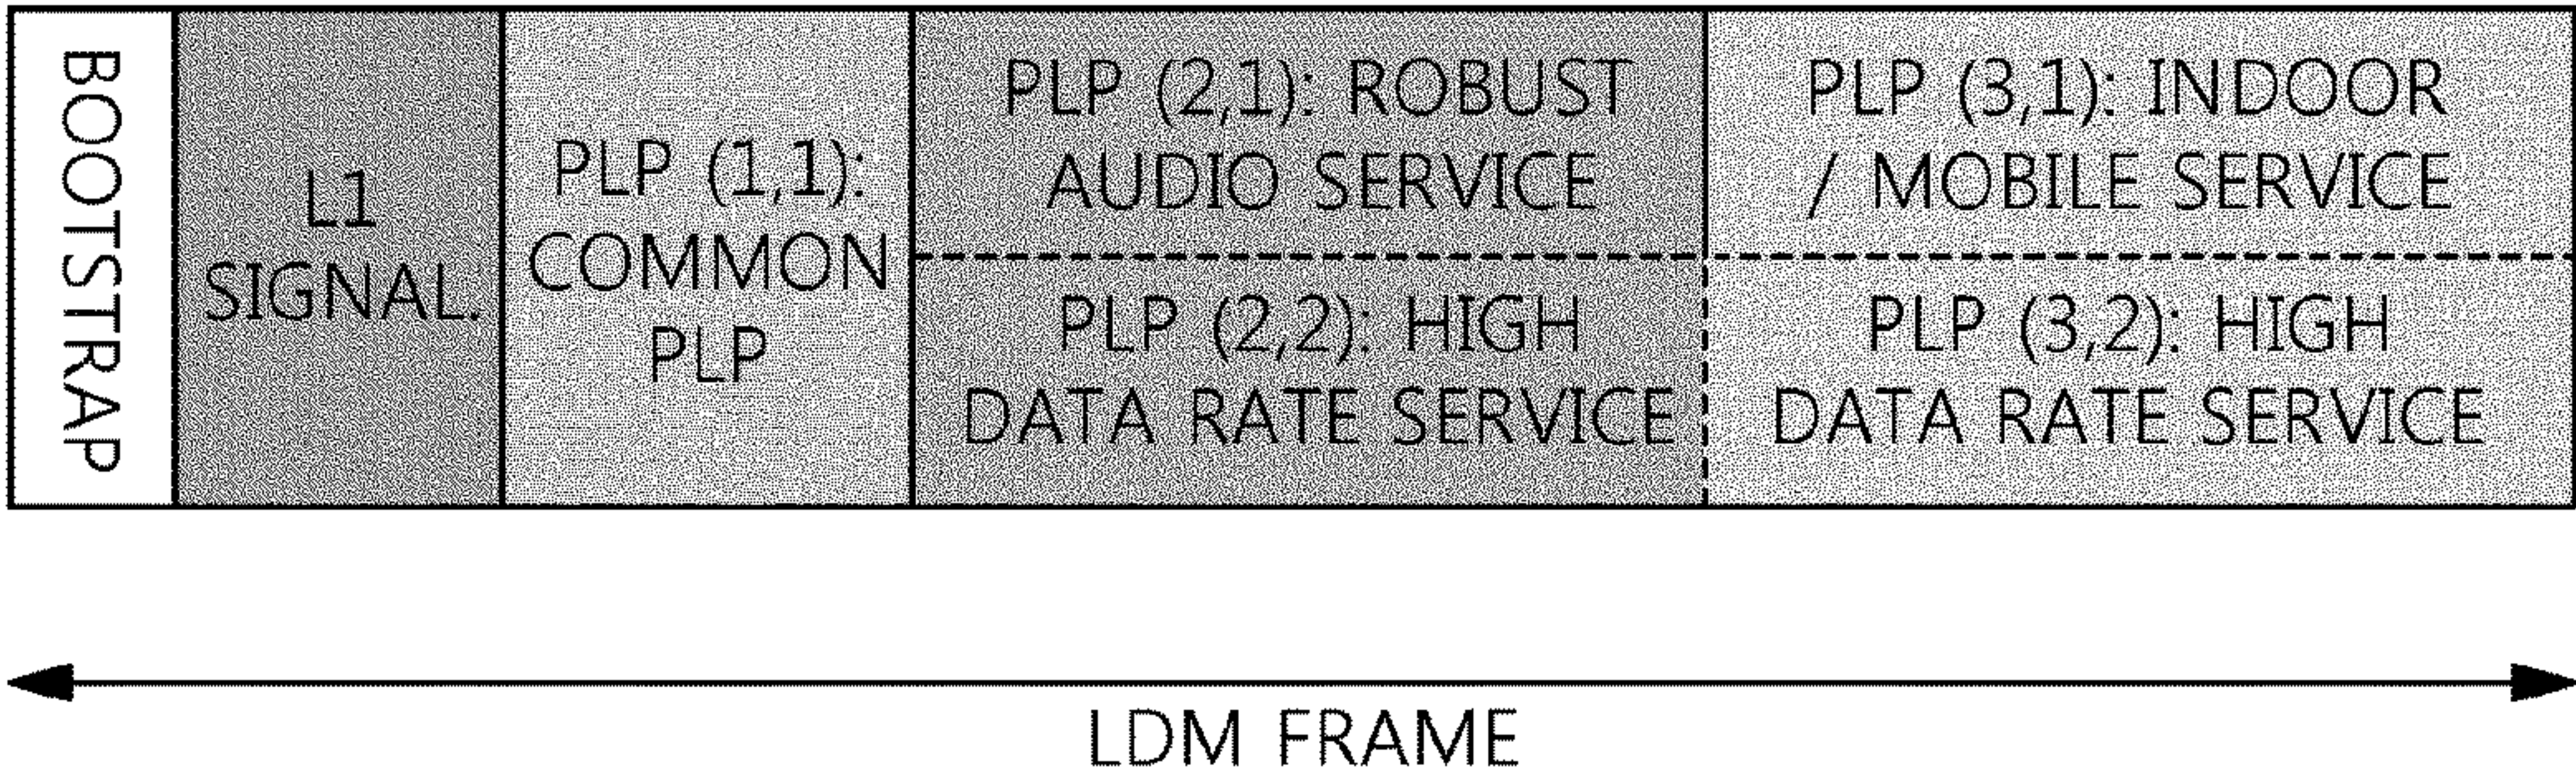 BOOTSTRAP
L1
SIGNAL.
PLP (1,1):
COMMON
PLP
PLP (2,1): ROBUST
AUDIO SERVICE
PLP (2,2): HIGH
DATA RATE SERVICE
PLP (3,1): INDOOR
/ MOBILE SERVICE
PLP (3,2): HIGH
DATA RATE SERVICE
LDM FRAME